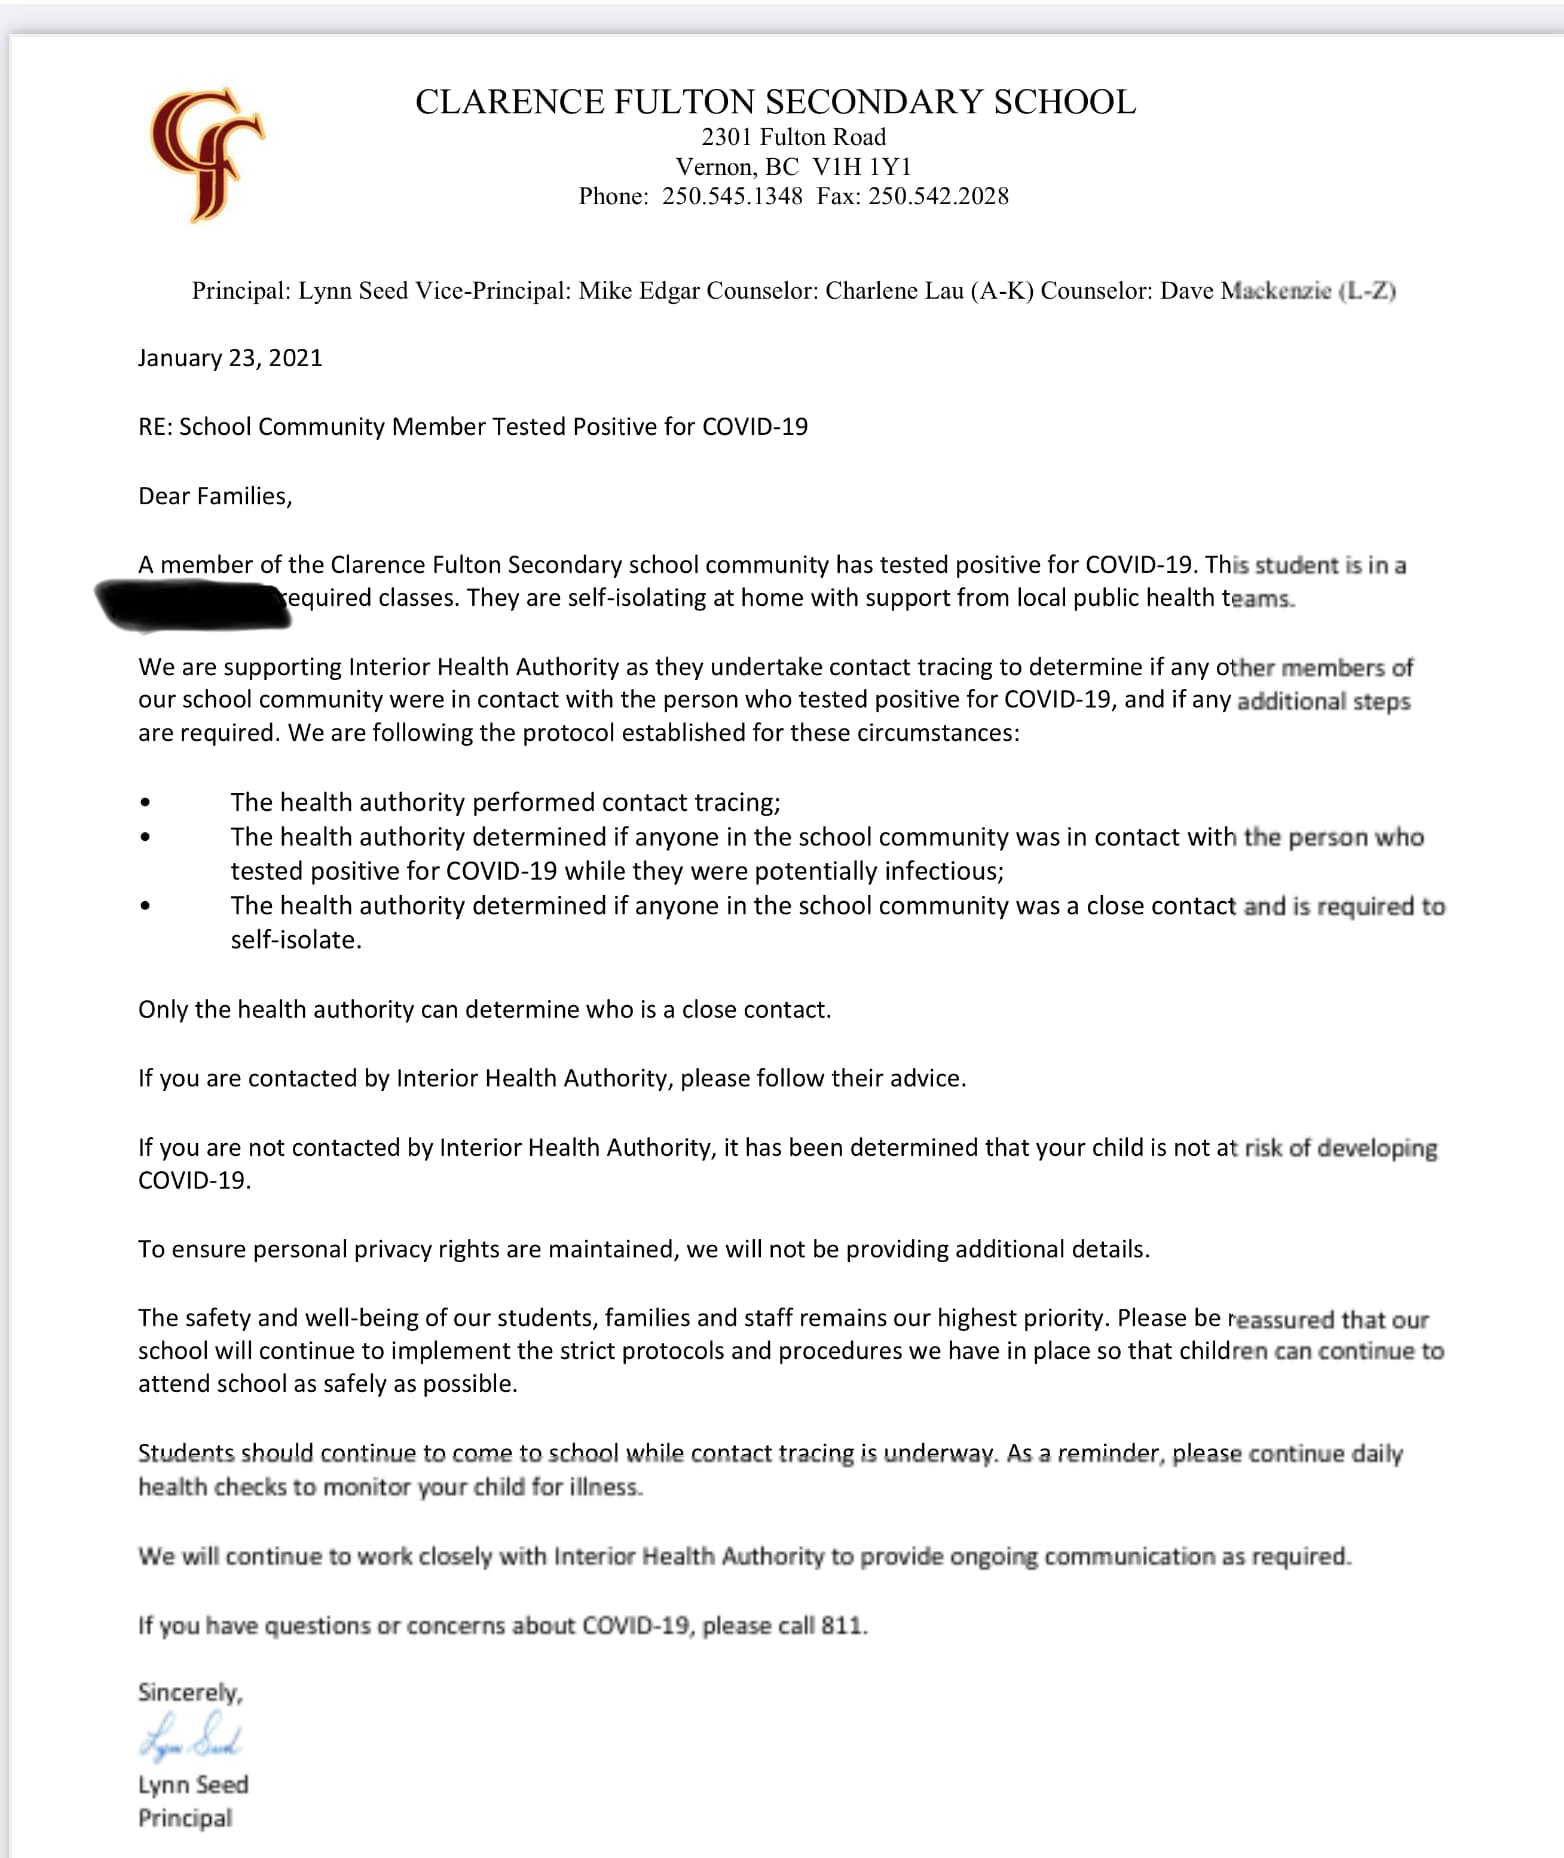 CLARENCE FULTON SECONDARY SCHOOL
2301 Fulton Road
Vernon, BC V1H 1Y1
Phone: 250.545.1348 Fax: 250.542.2028
Principal: Lynn Seed Vice-Principal: Mike Edgar Counselor: Charlene Lau (A-K) Counselor: Dave Mackenzie (L-Z)
January 23, 2021
RE: School Community Member Tested Positive for COVID-19
Dear Families,
A member of the Clarence Fulton Secondary school community has tested positive for COVID-19. This student is in a
required classes. They are self-isolating at home with support from local public health teams.
We are supporting Interior Health Authority as they undertake contact tracing to determine if any other members of
our school community were in contact with the person who tested positive for COVID-19, and if any additional steps
are required. We are following the protocol established for these circumstances:
• The health authority performed contact tracing;
• The health authority determined if anyone in the school community was in contact with the person who
tested positive for COVID-19 while they were potentially infectious;
• The health authority determined if anyone in the school community was a close contact and is required to
self-isolate.
Only the health authority can determine who is a close contact.
If you are contacted by Interior Health Authority, please follow their advice.
If you are not contacted by Interior Health Authority, it has been determined that your child is not at risk of developing
COVID-19.
To ensure personal privacy rights are maintained, we will not be providing additional details.
The safety and well-being of our students, families and staff remains our highest priority. Please be reassured that our
school will continue to implement the strict protocols and procedures we have in place so that children can continue to
attend school as safely as possible.
Students should continue to come to school while contact tracing is underway. As a reminder, please continue daily
health checks to monitor your child for illness.
We will continue to work closely with Interior Health Authority to provide ongoing communication as required.
If you have questions or concerns about COVID-19, please call 811.
Sincerely,
Lynn Seed
Lynn Seed
Principal